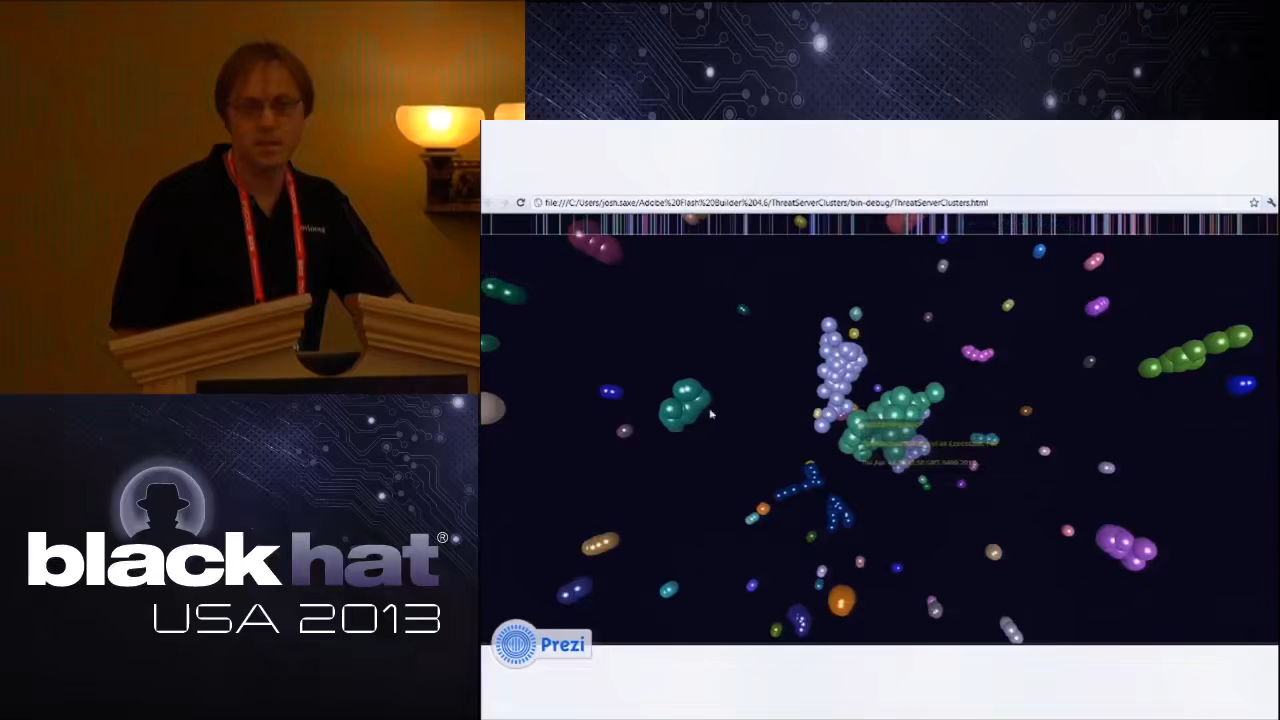 file:///C:/Users/josh.saxe/Adobe%20Flash%20Builder%204.6/ThreatServerClusters/bin-debug/ThreatServerClusters.html
Prezi
black hat®
USA 2013